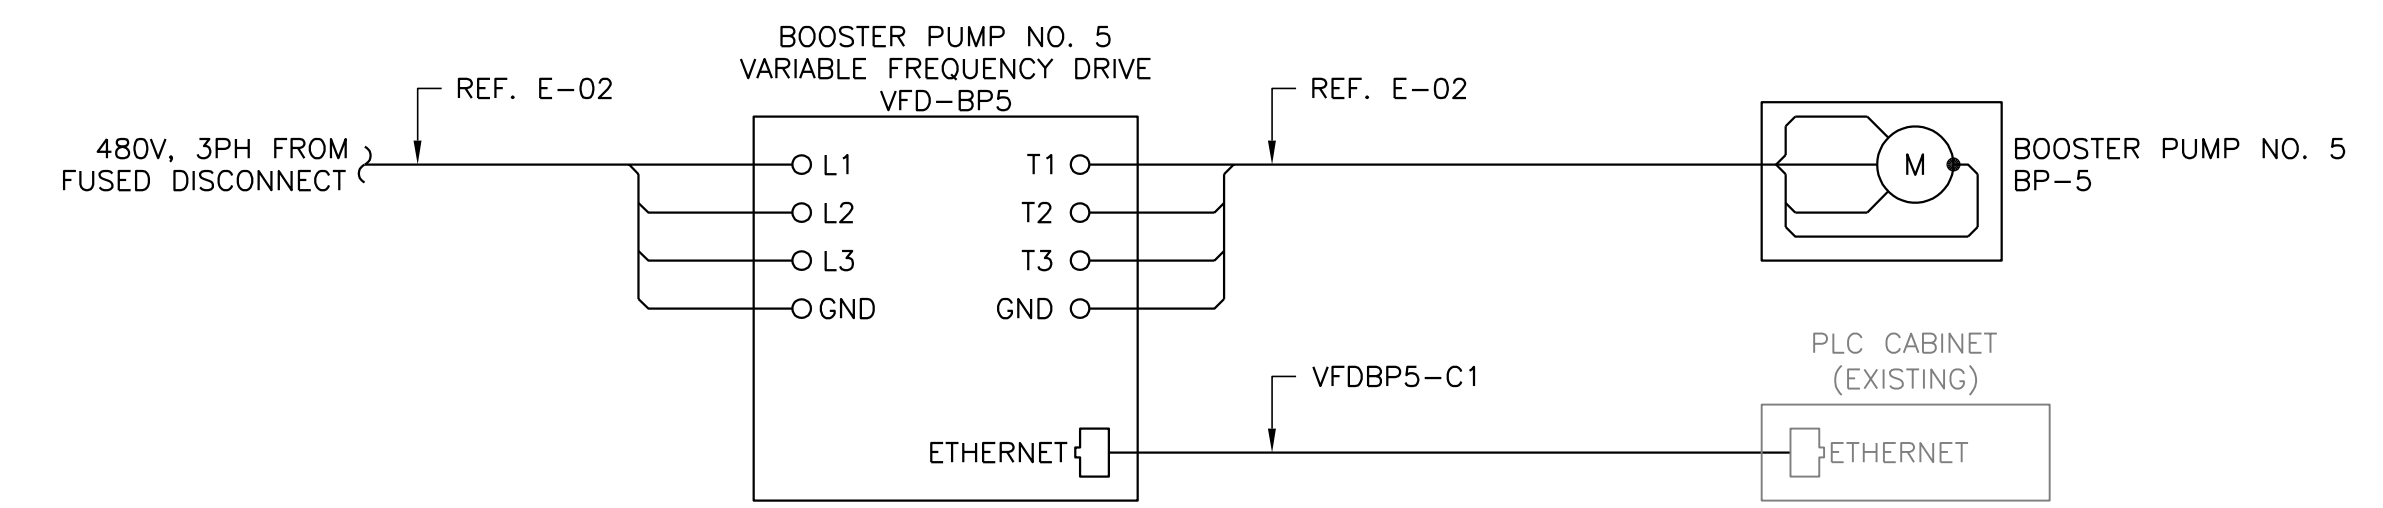 BOOSTER PUMP NO. 5
VARIABLE FREQUENCY DRIVE
VFD-BP5
REF. E-02
REF. E-02
480V, 3PH FROM
FUSED DISCONNECT
L1
T1
M
BOOSTER PUMP NO. 5
BP-5
L2
T2
L3
T3
GND
GND
PLC CABINET
(EXISTING)
VFDBP5-C1
ETHERNET
ETHERNET